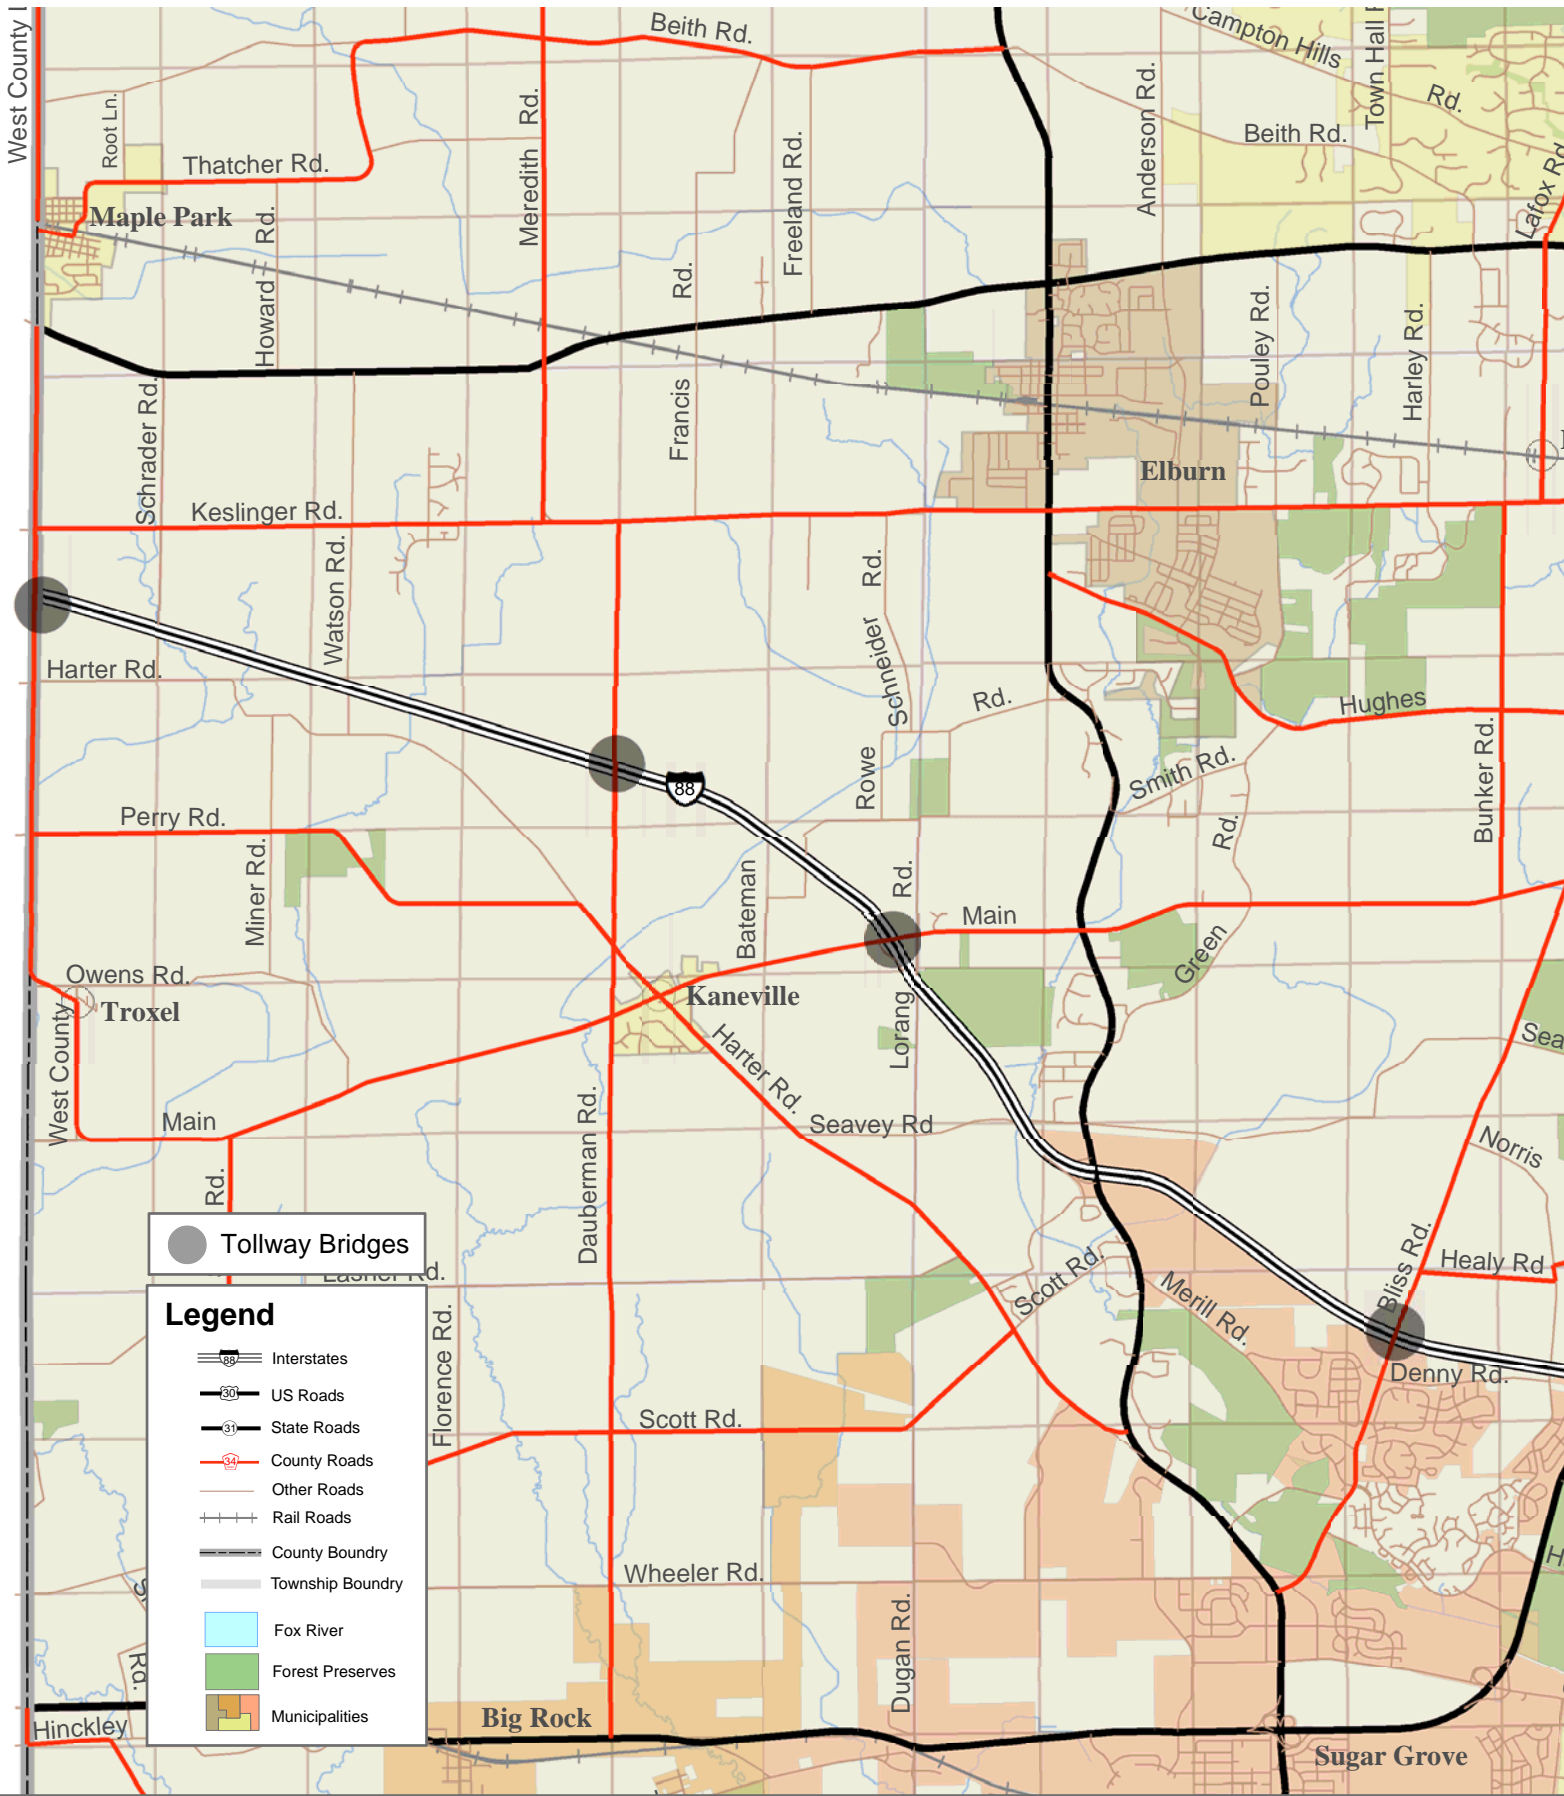 West County
Beith Rd.
Campton Hills
Rd.
Town Hall
Root Ln.
Thatcher Rd.
Meredith Rd.
Freeland Rd.
Anderson Rd.
Beith Rd.
Lafox Rd
Maple Park
Howard Rd.
Francis Rd.
Pouley Rd.
Harley Rd.
Schrader Rd.
Elburn
Keslinger Rd.
Watson Rd.
Schneider Rd.
Harter Rd.
Rowe Rd.
Hughes
Smith Rd.
Bunker Rd.
88
Perry Rd.
Miner Rd.
Bateman
Rd.
Main
Green Rd.
Owens Rd.
Troxel
Kaneville
Lorang
West County
Harter Rd.
Sea
Main
Seavey Rd
Norris
Dauberman Rd.
Rd.
Tollway Bridges
Rd.
Scott Rd.
Bliss Rd.
Healy Rd
Merill Rd.
Florence Rd.
Denny Rd.
Scott Rd.
Legend
88 Interstates
30 US Roads
31 State Roads
34 County Roads
Other Roads
Rail Roads
County Boundry
Township Boundry
Fox River
Forest Preserves
Municipalities
Wheeler Rd.
Dugan Rd.
Rd.
Hinckley
Big Rock
Sugar Grove